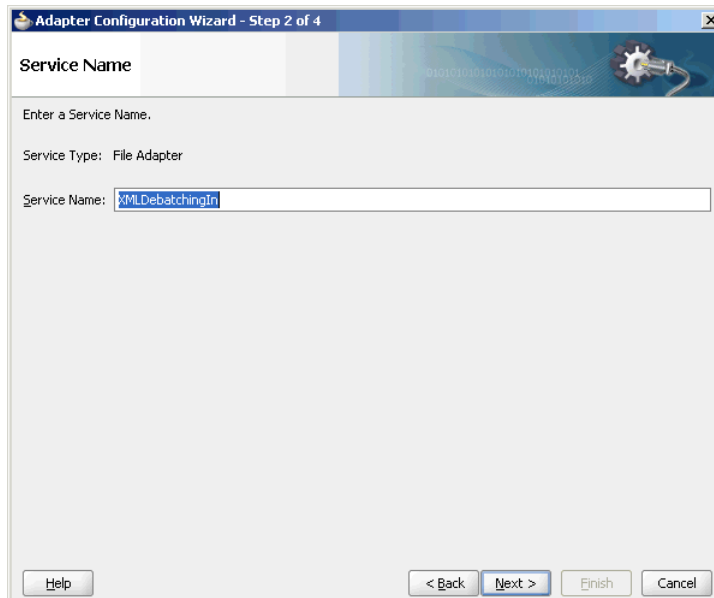 Adapter Configuration Wizard - Step 2 of 4
Service Name
Enter a Service Name.
Service Type: File Adapter
Service Name: XMLDebatchingIn
Help
< Back
Next >
Finish
Cancel